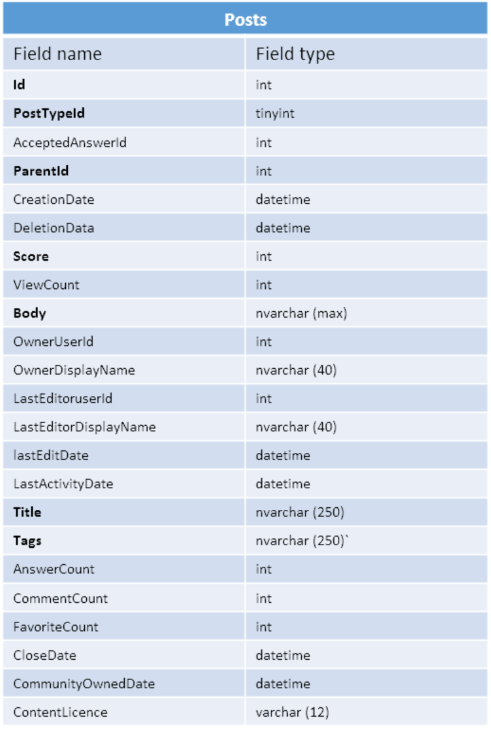 Posts
Field name Field type
Id int
PostTypeId tinyint
AcceptedAnswerId int
ParentId int
CreationDate datetime
DeletionData datetime
Score int
ViewCount int
Body nvarchar (max)
OwnerUserId int
OwnerDisplayName nvarchar (40)
LastEditoruserId int
LastEditorDisplayName nvarchar (40)
lastEditDate datetime
LastActivityDate datetime
Title nvarchar (250)
Tags nvarchar (250)`
AnswerCount int
CommentCount int
FavoriteCount int
CloseDate datetime
CommunityOwnedDate datetime
ContentLicence varchar (12)